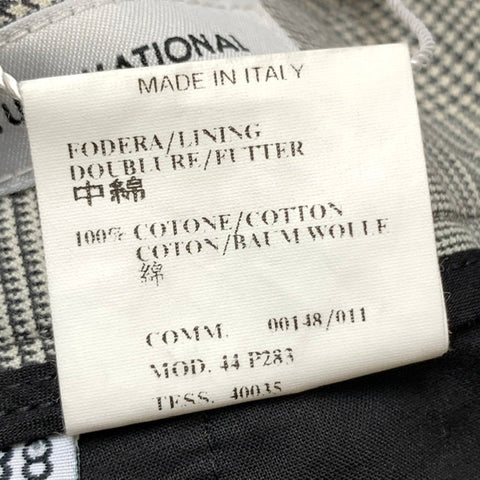 NATIONAL
MADE IN ITALY
FODERA/LINING
DOUBLURE/FUTTER
中綿
100% COTONE/COTTON
COTON/BAUMWOLLE
綿
COMM. 00148/011
MOD. 44 P283
TESS. 40035
38